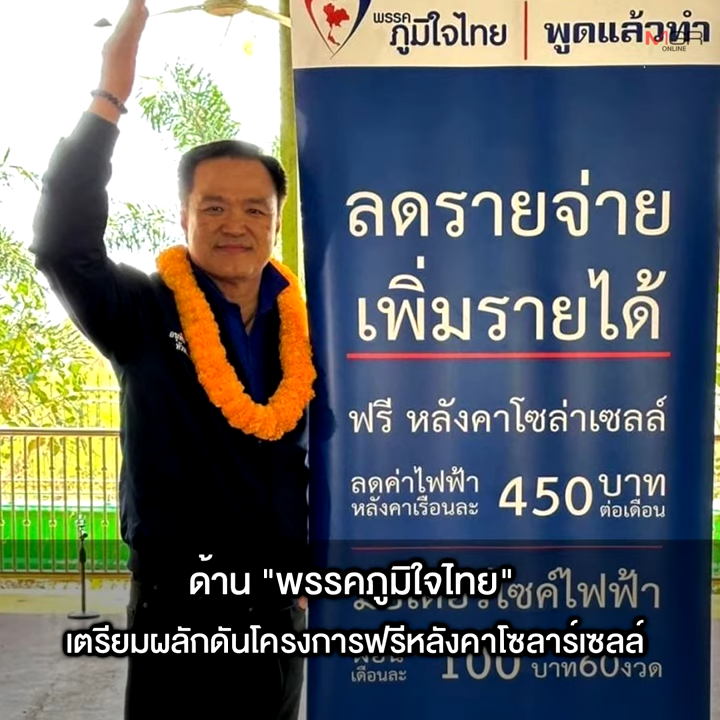 พรรค
ภูมิใจไทย
พูดแล้วทำ
ONLINE
ลดรายจ่าย
เพิ่มรายได้
ฟรี หลังคาโซล่าเซลล์
ลดค่าไฟฟ้า
หลังคาเรือนละ
450 บาท
ต่อเดือน
ด้าน "พรรคภูมิใจไทย"
เตรียมผลักดันโครงการฟรีหลังคาโซลาร์เซลล์
เดือนละ
100 บาท60งวด